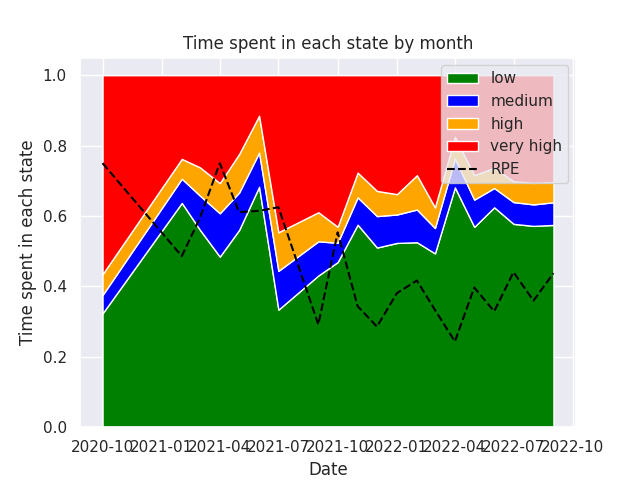 Time spent in each state by month
low
medium
high
very high
RPE
Time spent in each state
1.0
0.8
0.6
0.4
0.2
0.0
2020-10 2021-01 2021-04 2021-07 2021-10 2022-01 2022-04 2022-07 2022-10
Date